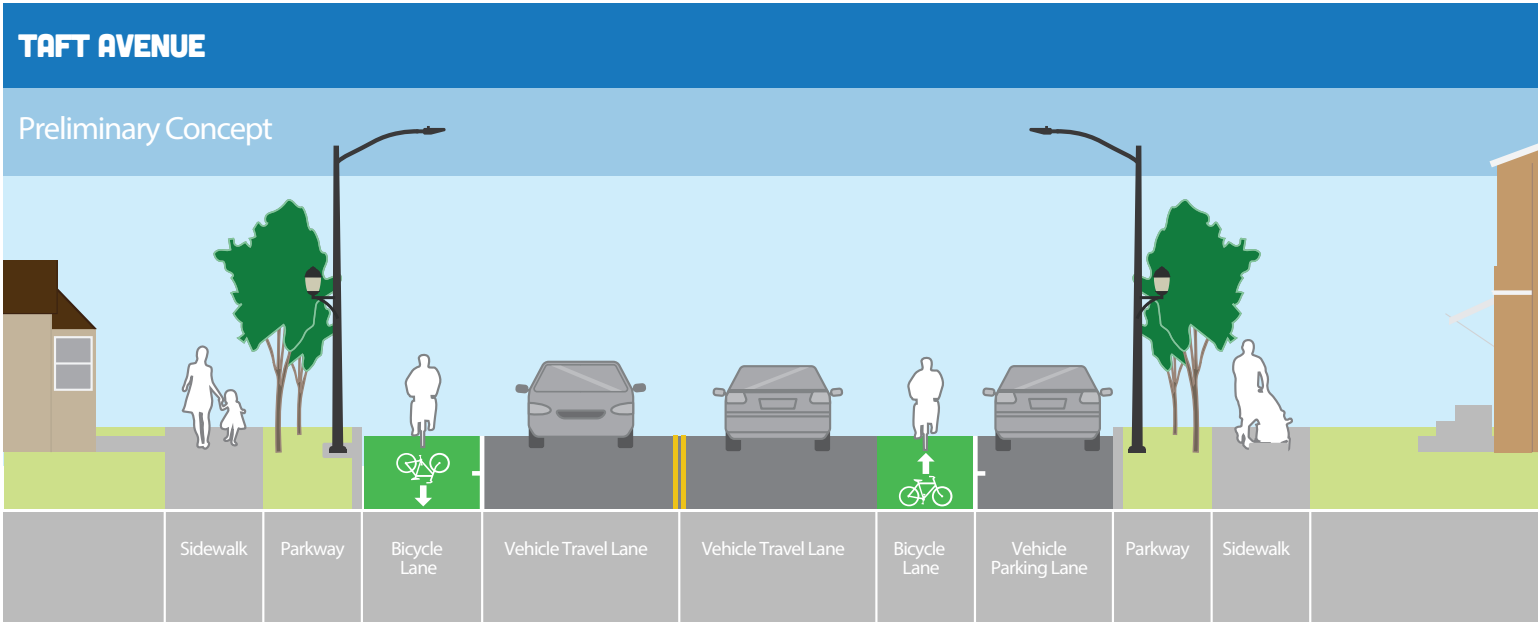 TAFT AVENUE
Preliminary Concept
Sidewalk
Parkway
Bicycle
Lane
Vehicle Travel Lane
Vehicle Travel Lane
Bicycle
Lane
Vehicle
Parking Lane
Parkway
Sidewalk